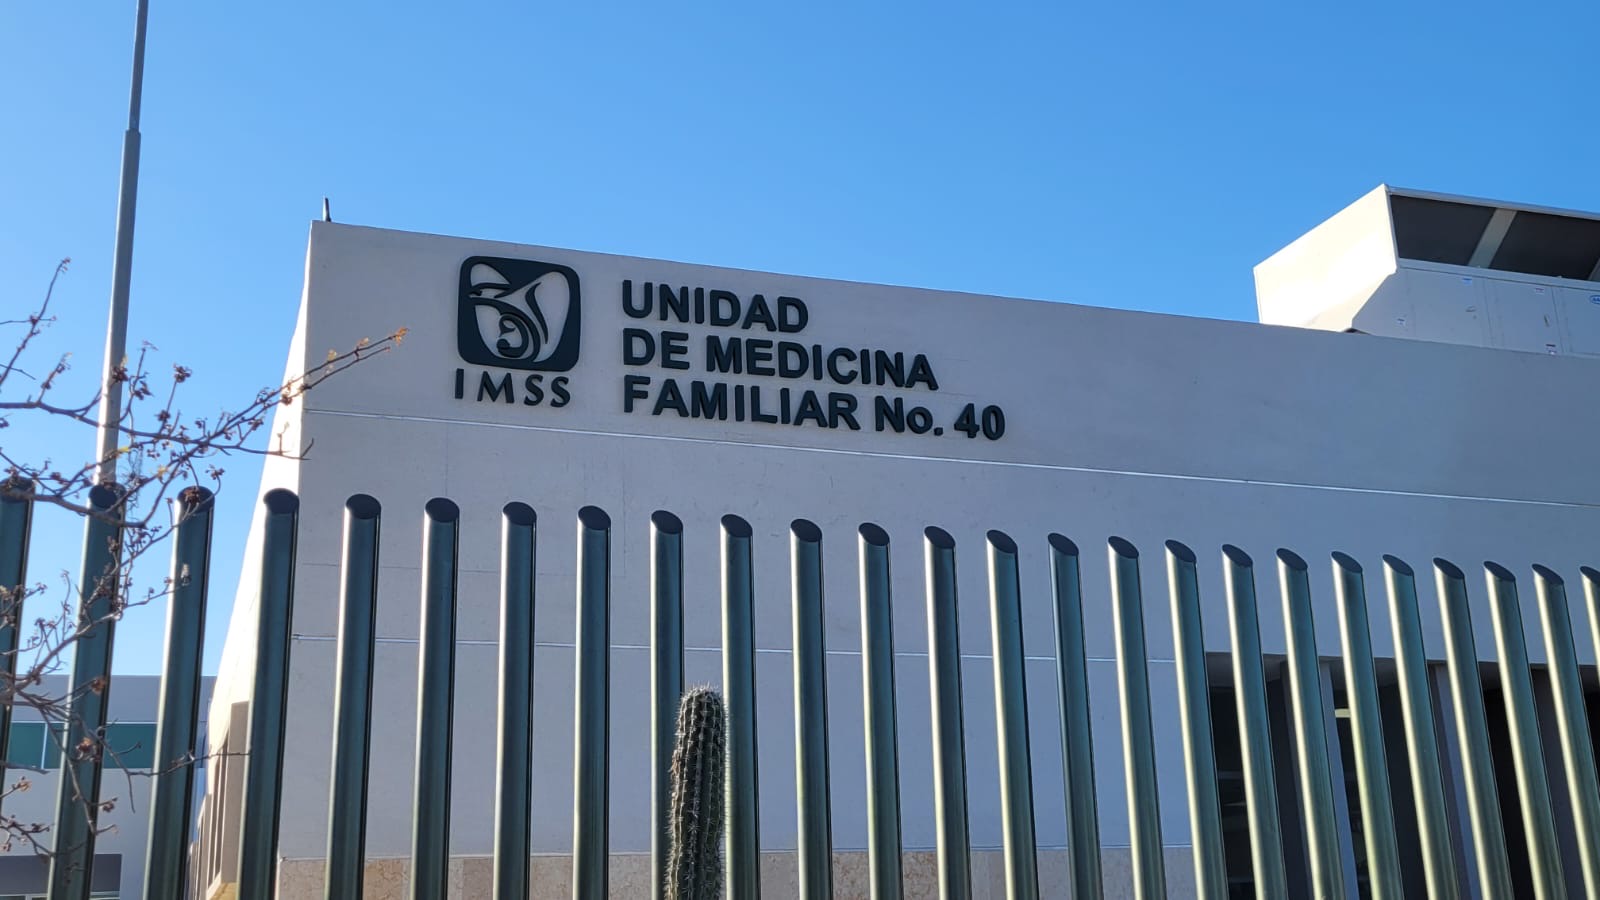 IMSS
UNIDAD
DE MEDICINA
FAMILIAR No. 40